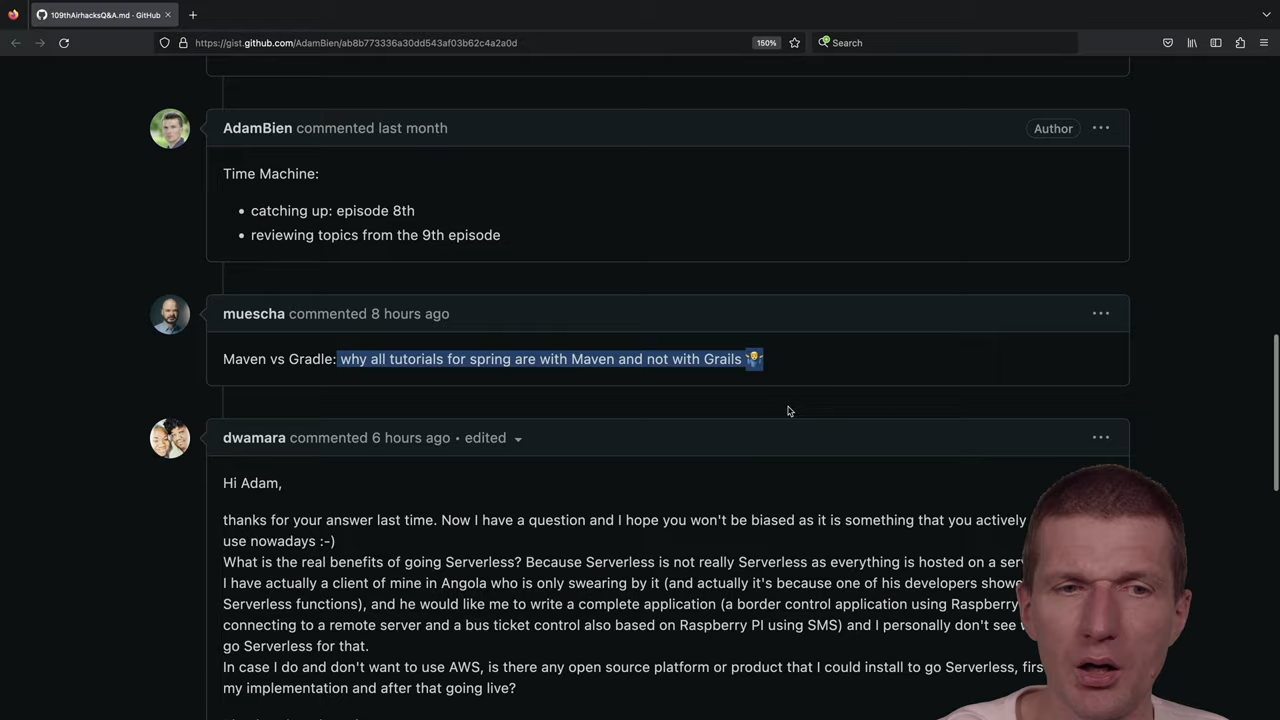 109thAirhacksQ&A.md · GitHub
https://gist.github.com/AdamBien/ab8b773336a30dd543af03b62c4a2a0d
150%
Search
AdamBien commented last month
Author
Time Machine:
• catching up: episode 8th
• reviewing topics from the 9th episode
muescha commented 8 hours ago
Maven vs Gradle: why all tutorials for spring are with Maven and not with Grails 🤷‍♂️
dwamara commented 6 hours ago • edited
Hi Adam,
thanks for your answer last time. Now I have a question and I hope you won't be biased as it is something that you actively
use nowadays :-)
What is the real benefits of going Serverless? Because Serverless is not really Serverless as everything is hosted on a
I have actually a client of mine in Angola who is only swearing by it (and actually it's because one of his developers
Serverless functions), and he would like me to write a complete application (a border control application using Raspberry
connecting to a remote server and a bus ticket control also based on Raspberry PI using SMS) and I personally don't see
go Serverless for that.
In case I do and don't want to use AWS, is there any open source platform or product that I could install to go Serverless,
my implementation and after that going live?